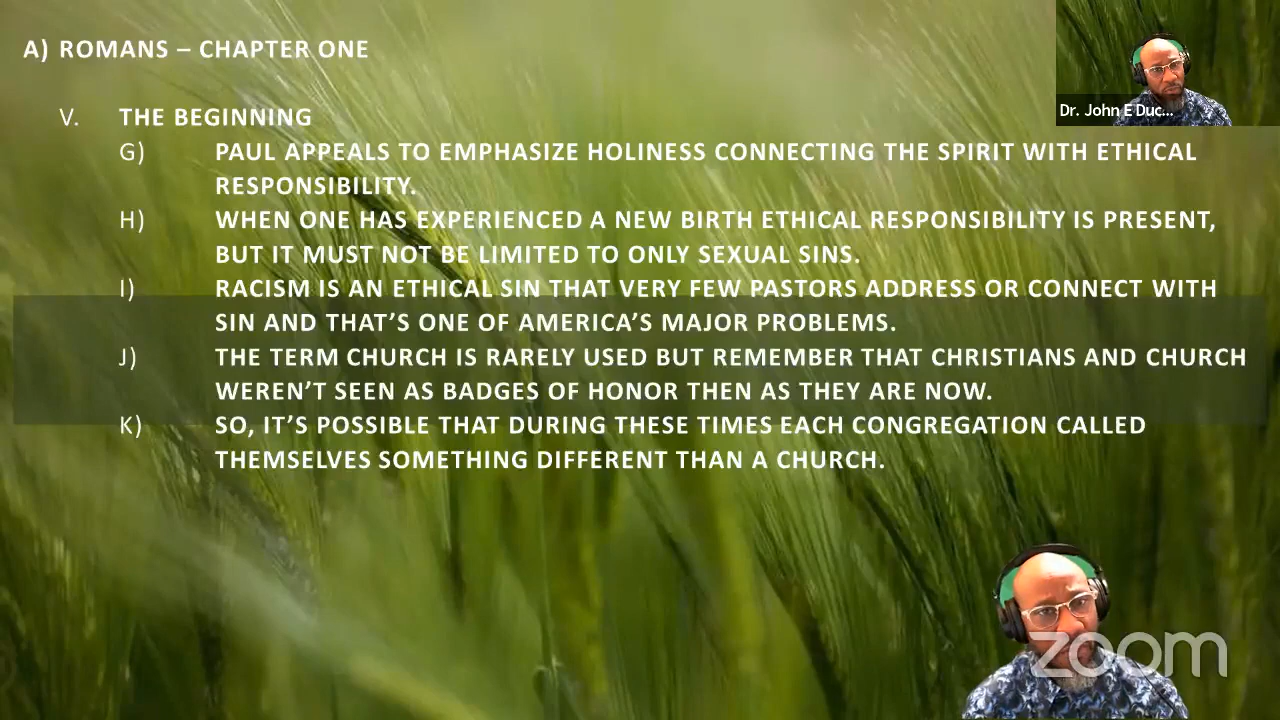 A) ROMANS – CHAPTER ONE
V. THE BEGINNING
G) PAUL APPEALS TO EMPHASIZE HOLINESS CONNECTING THE SPIRIT WITH ETHICAL
RESPONSIBILITY.
H) WHEN ONE HAS EXPERIENCED A NEW BIRTH ETHICAL RESPONSIBILITY IS PRESENT,
BUT IT MUST NOT BE LIMITED TO ONLY SEXUAL SINS.
I) RACISM IS AN ETHICAL SIN THAT VERY FEW PASTORS ADDRESS OR CONNECT WITH
SIN AND THAT’S ONE OF AMERICA’S MAJOR PROBLEMS.
J) THE TERM CHURCH IS RARELY USED BUT REMEMBER THAT CHRISTIANS AND CHURCH
WEREN’T SEEN AS BADGES OF HONOR THEN AS THEY ARE NOW.
K) SO, IT’S POSSIBLE THAT DURING THESE TIMES EACH CONGREGATION CALLED
THEMSELVES SOMETHING DIFFERENT THAN A CHURCH.
Dr. John E Duc...
zoom